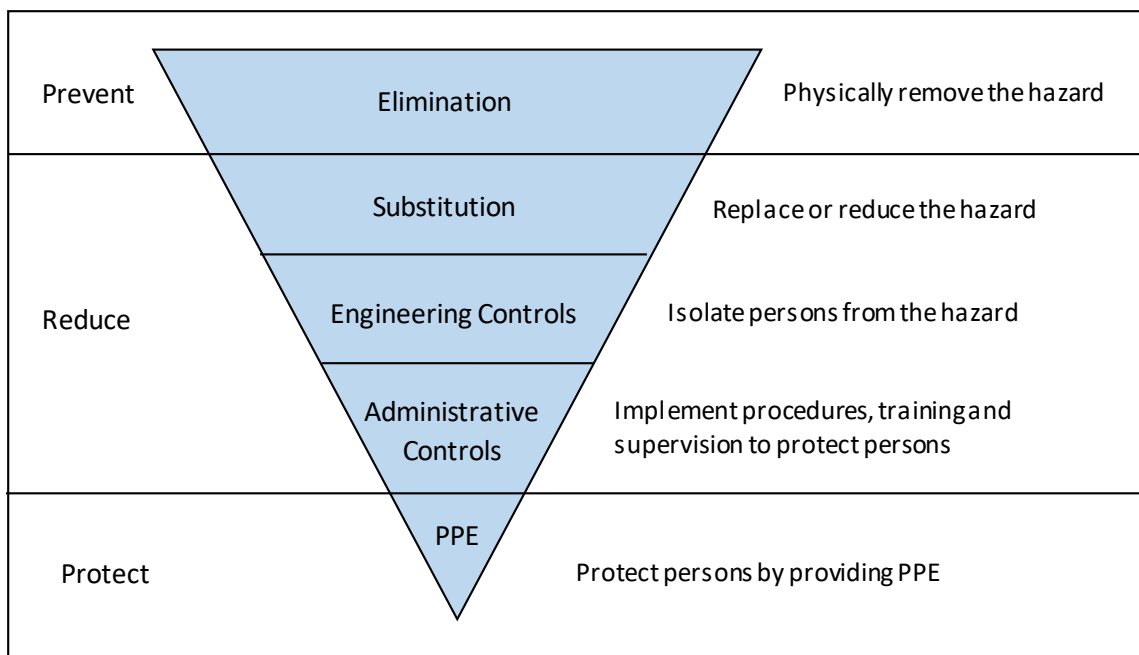 Prevent
Elimination
Physically remove the hazard
Substitution
Replace or reduce the hazard
Reduce
Engineering Controls
Isolate persons from the hazard
Administrative
Controls
Implement procedures, training and
supervision to protect persons
PPE
Protect
Protect persons by providing PPE